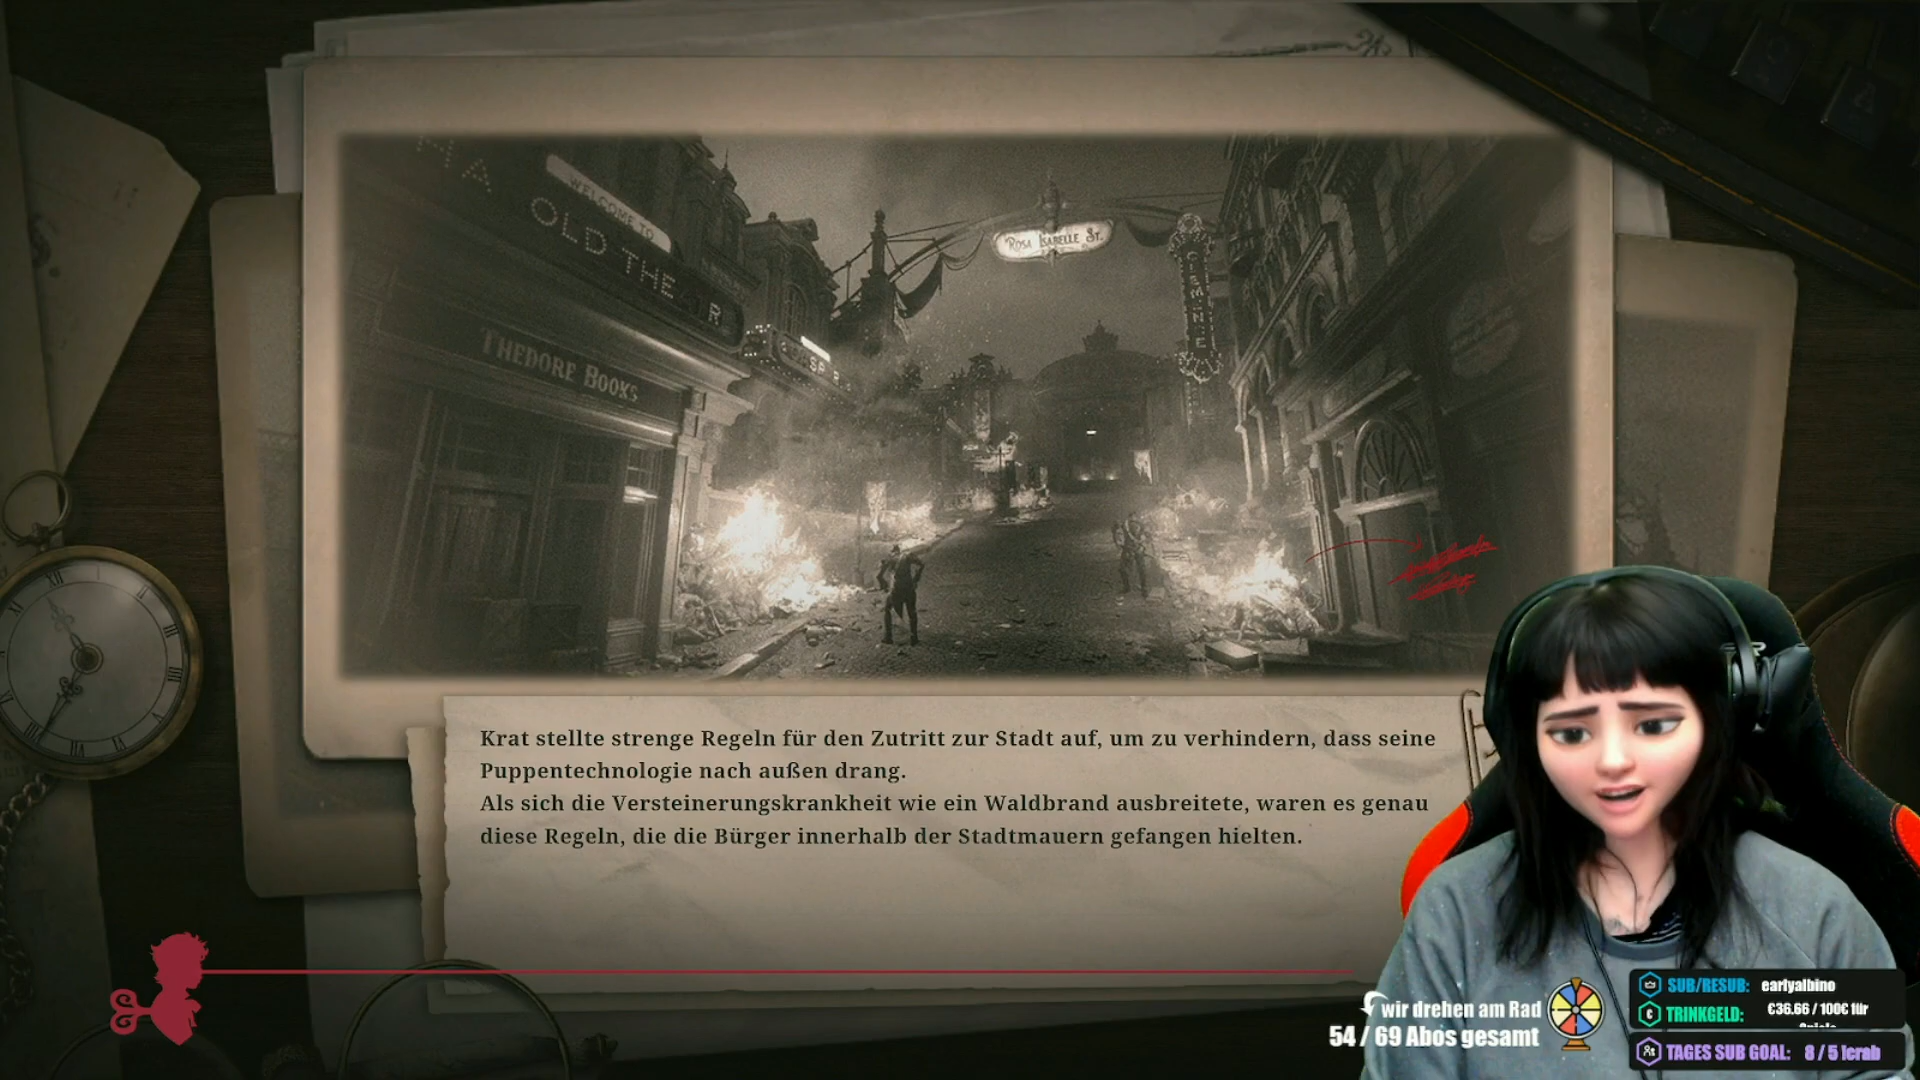 WELCOME TO
OLD THE
R
THEDORE BOOKS
ROSA ISABELLE ST.
Krat stellte strenge Regeln für den Zutritt zur Stadt auf, um zu verhindern, dass seine
Puppentechnologie nach außen drang.
Als sich die Versteinerungskrankheit wie ein Waldbrand ausbreitete, waren es genau
diese Regeln, die die Bürger innerhalb der Stadtmauern gefangen hielten.
wir drehen am Rad
54 / 69 Abos gesamt
SUB/RESUB: earlyalbino
TRINKGELD: €36.66 / 100€ für
TAGES SUB GOAL: 8 / 5